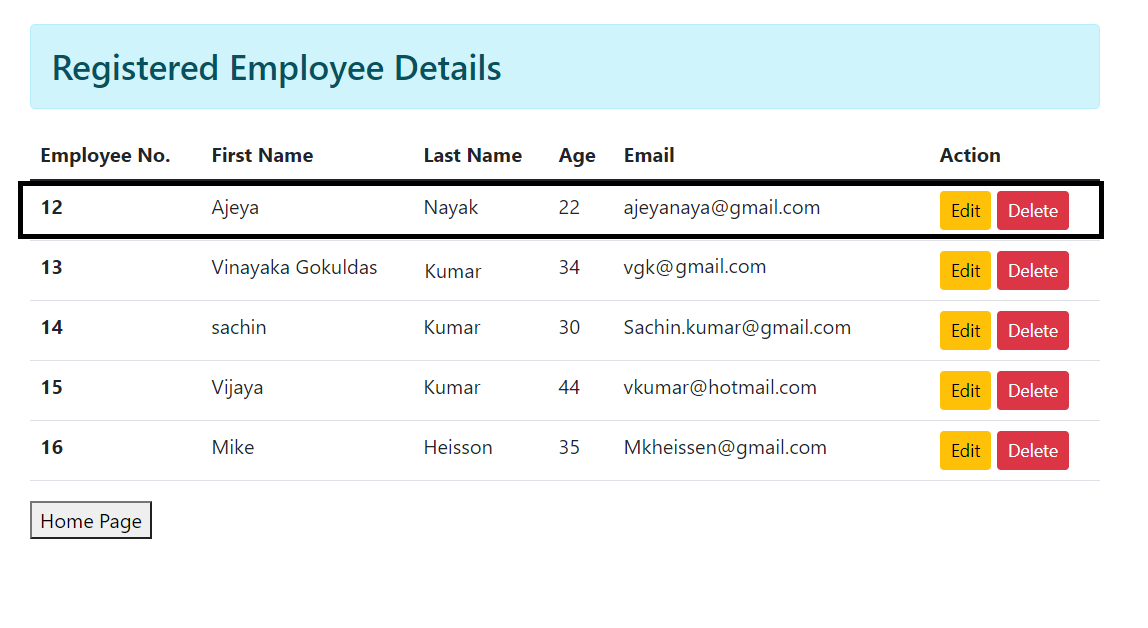 Registered Employee Details
Employee No. First Name Last Name Age Email Action
12 Ajeya Nayak 22 ajeyanaya@gmail.com Edit Delete
13 Vinayaka Gokuldas Kumar 34 vgk@gmail.com Edit Delete
14 sachin Kumar 30 Sachin.kumar@gmail.com Edit Delete
15 Vijaya Kumar 44 vkumar@hotmail.com Edit Delete
16 Mike Heisson 35 Mkheissen@gmail.com Edit Delete
Home Page